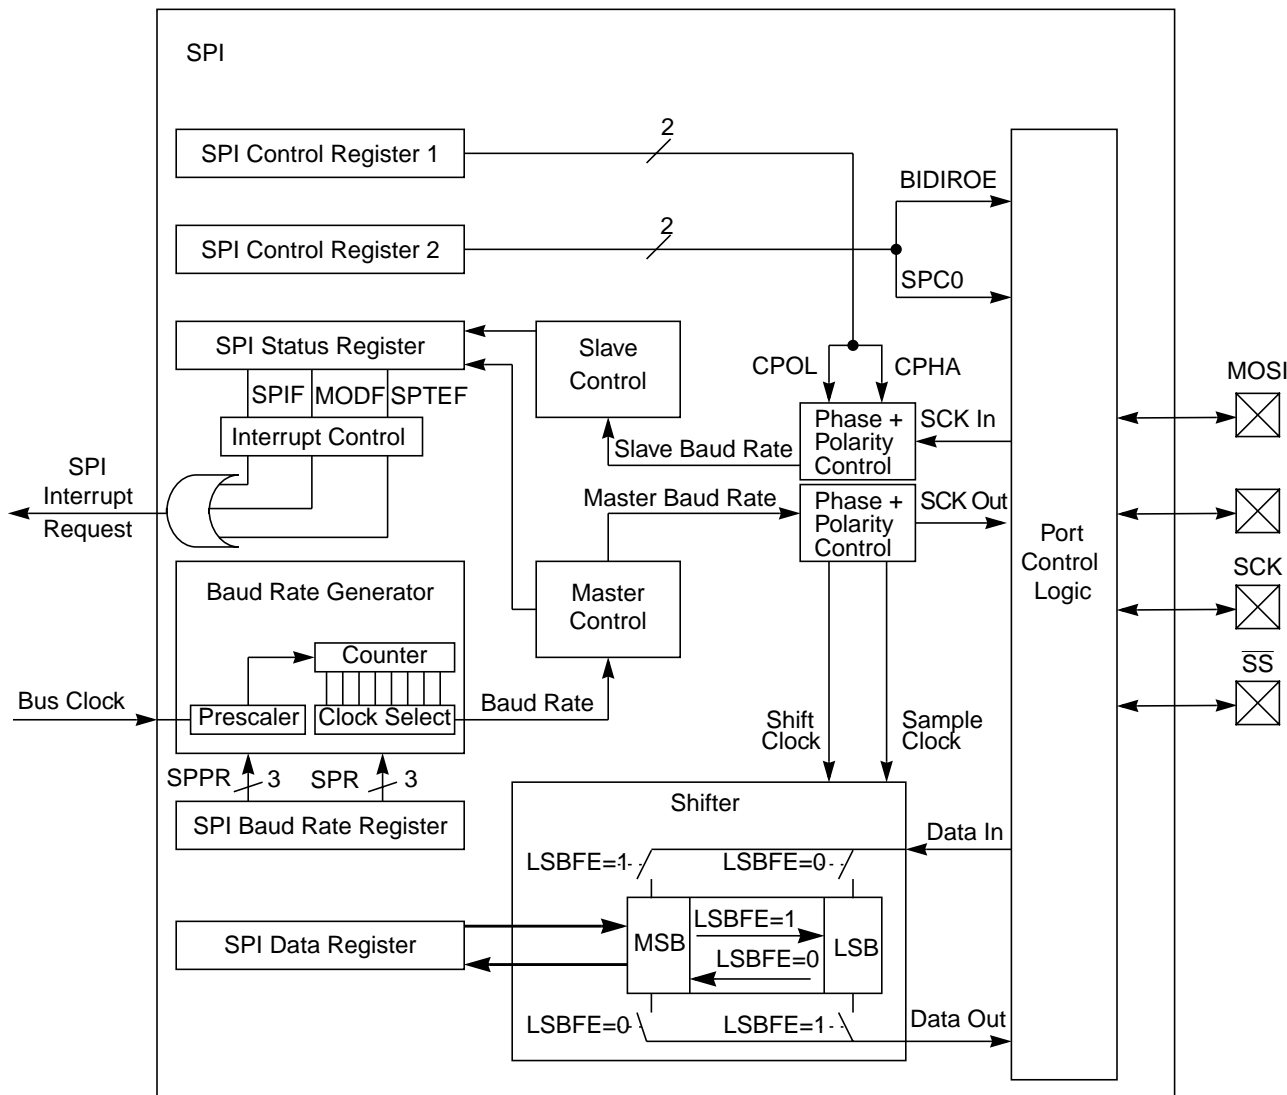 SPI
SPI Control Register 1
2
BIDIROE
SPI Control Register 2
2
SPC0
SPI Status Register
Slave
Control
CPOL
CPHA
MOSI
SPIF
MODF
SPTEF
Interrupt Control
Phase +
Polarity
Control
SCK In
Slave Baud Rate
SPI
Interrupt
Request
Master Baud Rate
Phase +
Polarity
Control
SCK Out
Port
Control
Logic
SCK
Baud Rate Generator
Master
Control
Counter
SS
Bus Clock
Prescaler
Clock Select
Baud Rate
Shift
Clock
Sample
Clock
SPPR
3
SPR
3
SPI Baud Rate Register
Shifter
Data In
LSBFE=1
LSBFE=0
SPI Data Register
MSB
LSBFE=1
LSBFE=0
LSB
LSBFE=0
LSBFE=1
Data Out